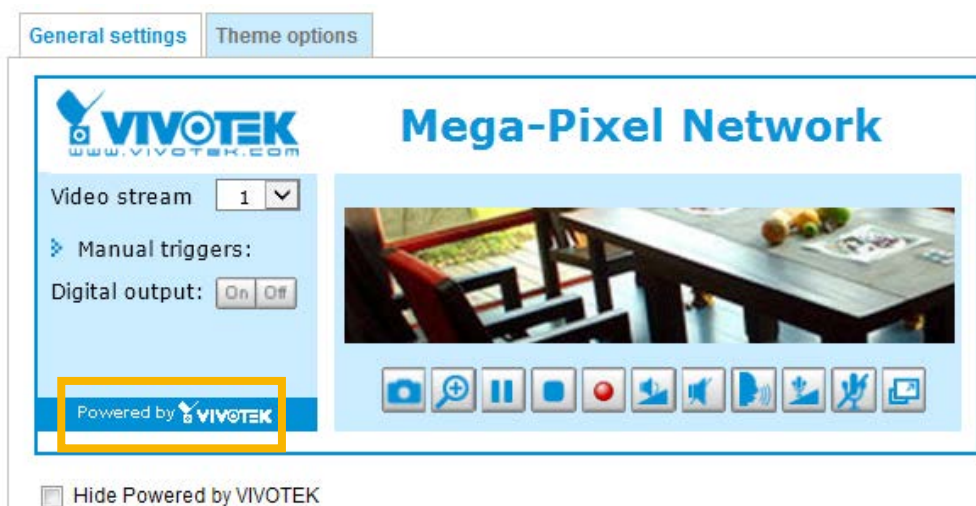 General settings Theme options
VIVOTEK
www.vivotek.com
Mega-Pixel Network
Video stream 1
Manual triggers:
Digital output: On Off
Powered by VIVOTEK
Hide Powered by VIVOTEK